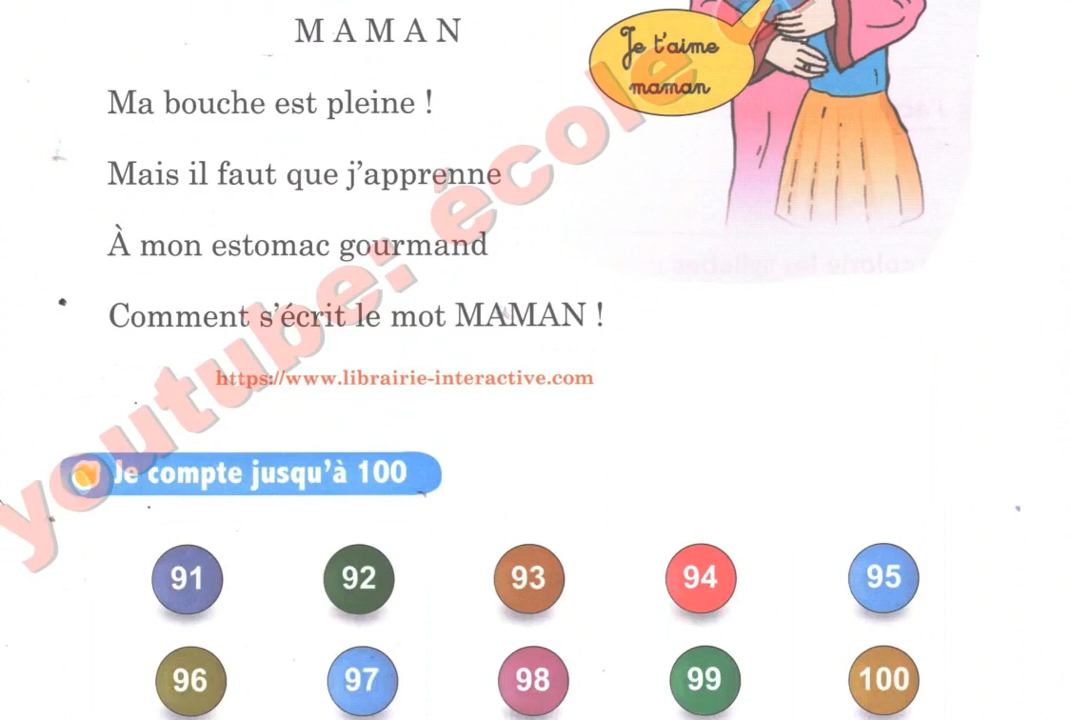 MAMAN
Je t'aime
maman
Ma bouche est pleine !
Mais il faut que j'apprenne
À mon estomac gourmand
Comment s'écrit le mot MAMAN !
https://www.librairie-interactive.com
youtube: école
Je compte jusqu'à 100
91 92 93 94 95
96 97 98 99 100